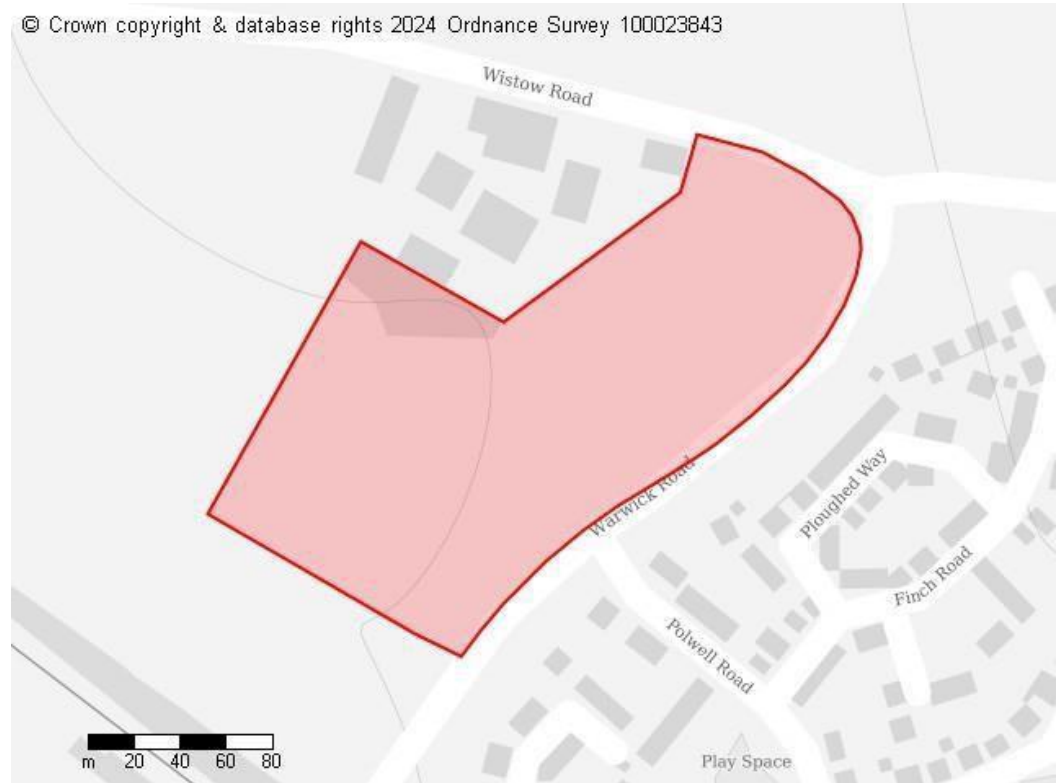 © Crown copyright & database rights 2024 Ordnance Survey 100023843
Wistow Road
Warwick Road
Ploughed Way
Finch Road
Polwell Road
Play Space
m 20 40 60 80